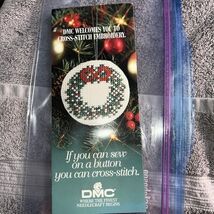 DMC WELCOMES YOU TO
CROSS-STITCH EMBROIDERY.
If you can sew
on a button
you can cross-stitch.
DMC
WHERE THE FINEST
NEEDLECRAFT BEGINS